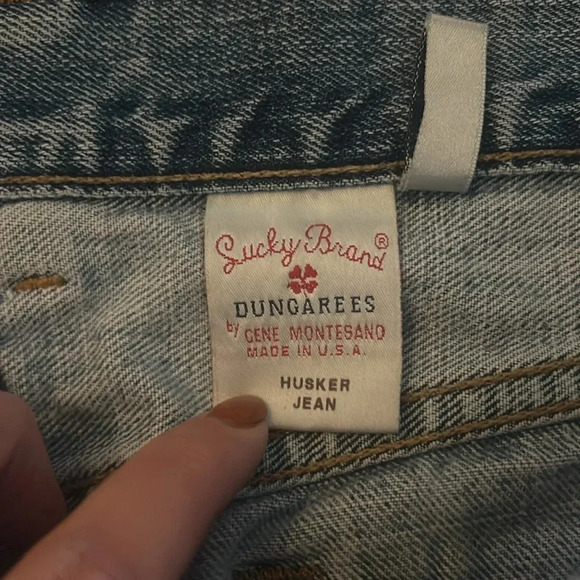 Lucky Brand®
DUNGAREES
by GENE MONTESANO
MADE IN U.S.A.
HUSKER
JEAN